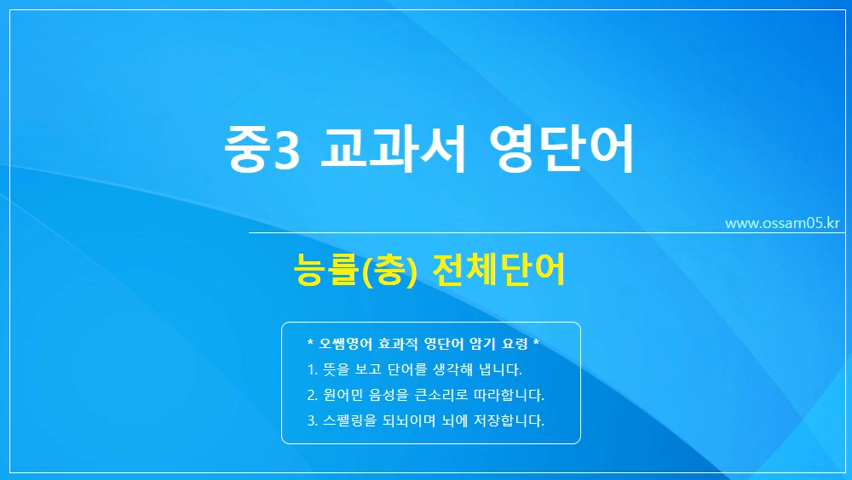 중3 교과서 영단어
www.ossam05.kr
능률(충) 전체단어
* 오쌤영어 효과적 영단어 암기 요령 *
1. 뜻을 보고 단어를 생각해 냅니다.
2. 원어민 음성을 큰소리로 따라합니다.
3. 스펠링을 되뇌이며 뇌에 저장합니다.